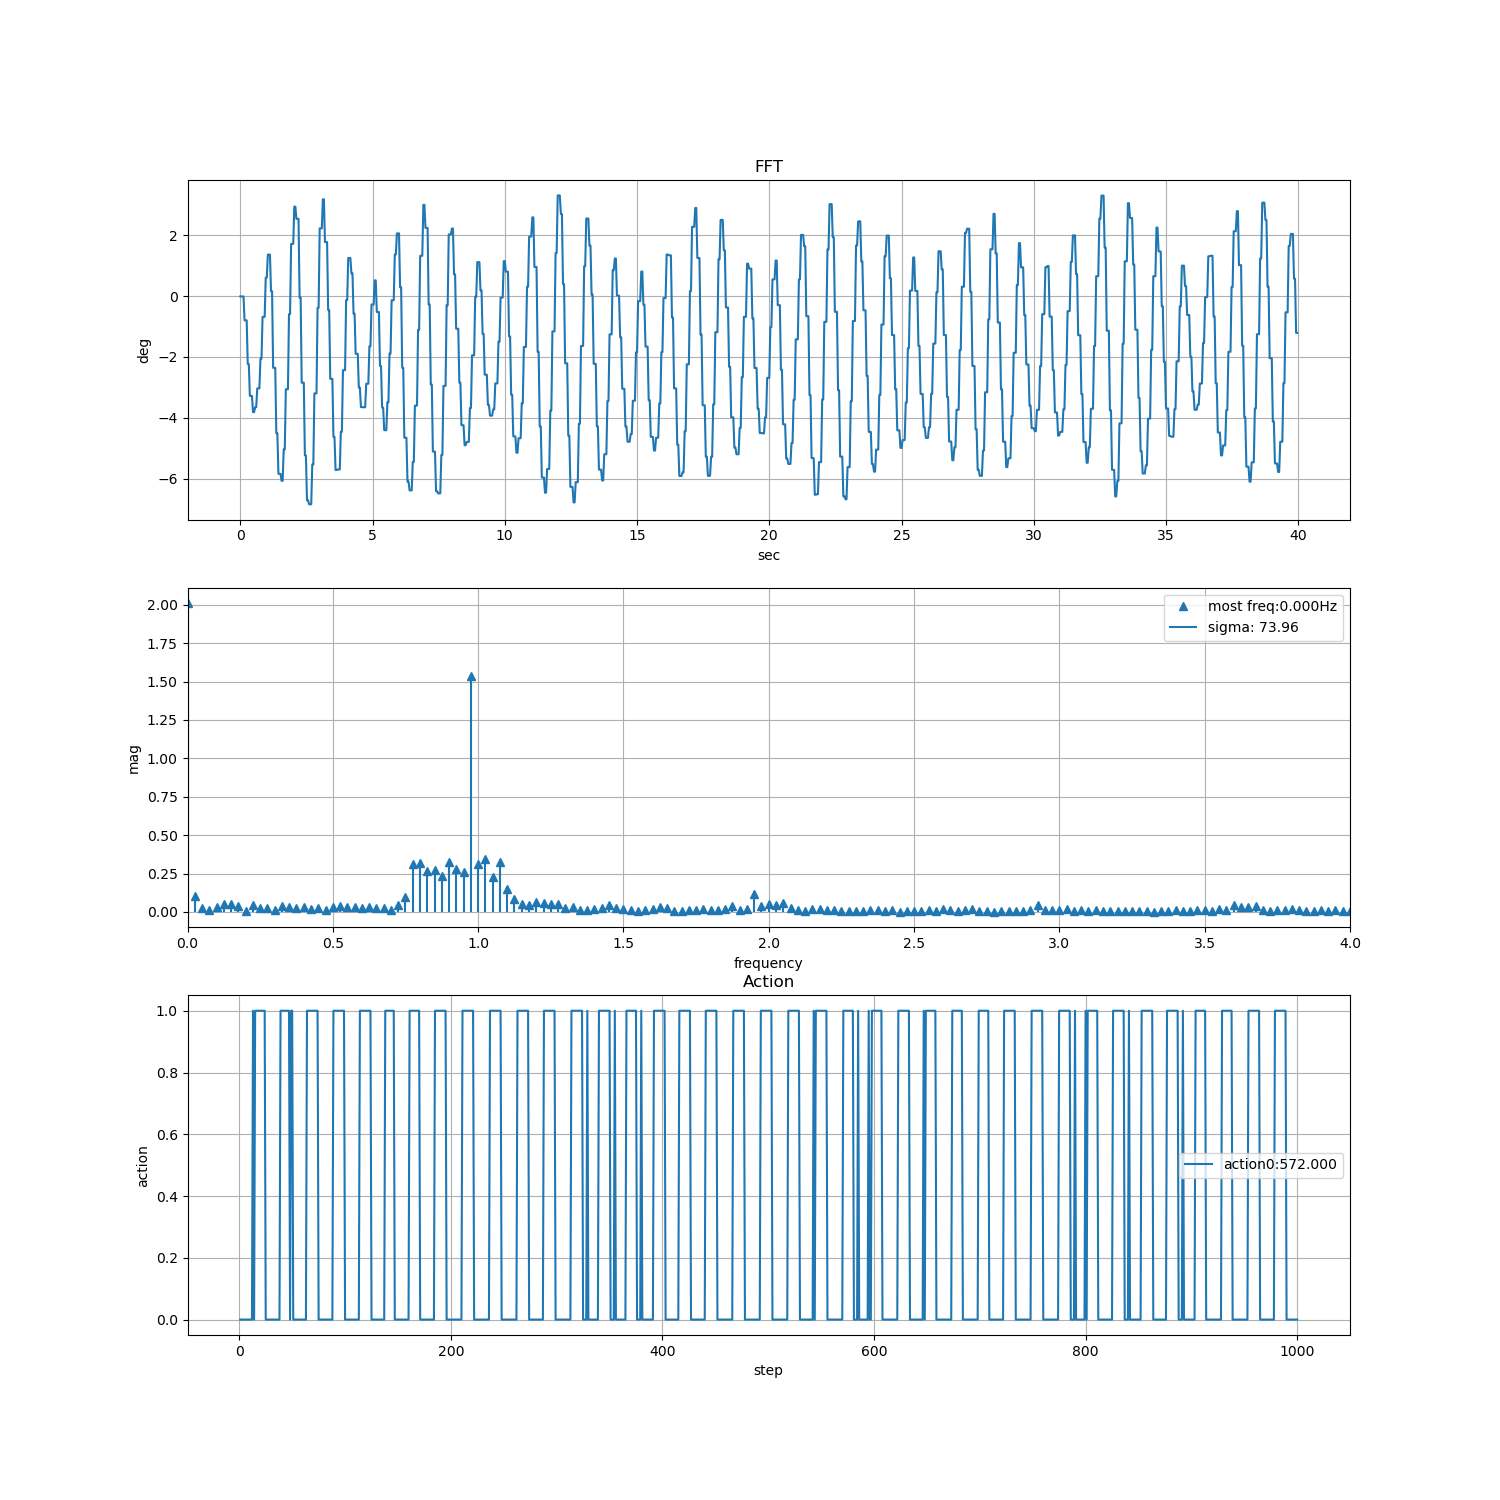 FFT
2
0
−2
−4
−6
deg
0 5 10 15 20 25 30 35 40
sec
2.00
1.75
1.50
1.25
1.00
0.75
0.50
0.25
0.00
mag
most freq:0.000Hz
sigma: 73.96
0.0 0.5 1.0 1.5 2.0 2.5 3.0 3.5 4.0
frequency
Action
1.0
0.8
0.6
0.4
0.2
0.0
action
action0:572.000
0 200 400 600 800 1000
step